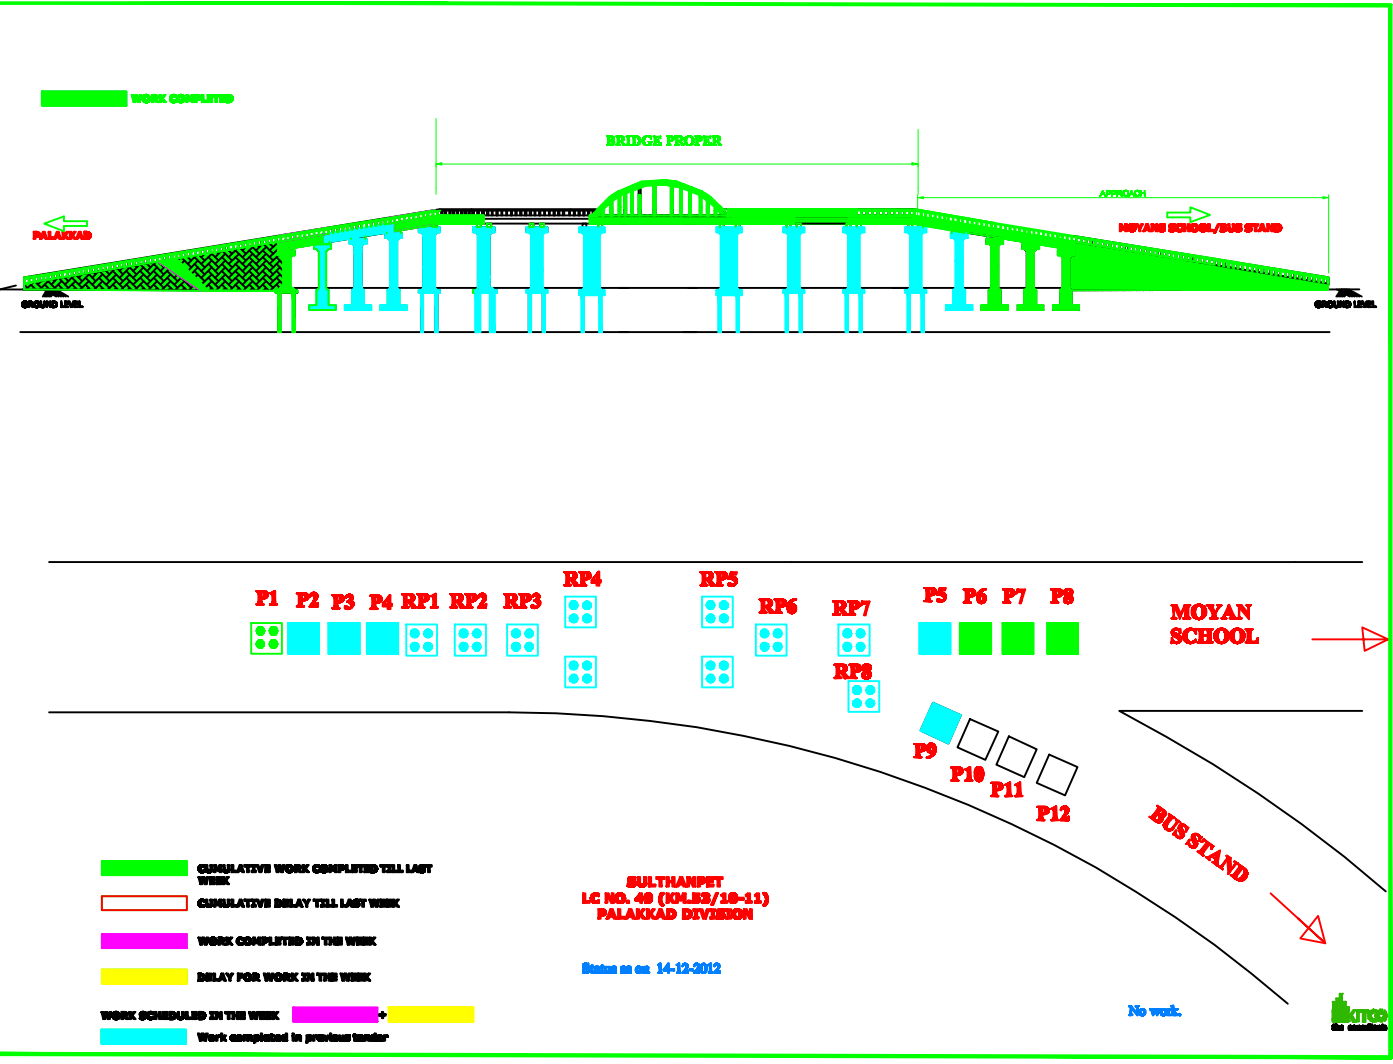 WORK COMPLETED
BRIDGE PROPER
APPROACH
PALAKKAD
MOYANS SCHOOL/BUS STAND
GROUND LEVEL
GROUND LEVEL
P1 P2 P3 P4 RP1 RP2 RP3 RP4 RP5 RP6 RP7 P5 P6 P7 P8
MOYAN
SCHOOL
RP8
P9
P10
P11
P12
BUS STAND
CUMULATIVE WORK COMPLETED TILL LAST
WEEK
CUMULATIVE DELAY TILL LAST WEEK
WORK COMPLETED IN THE WEEK
DELAY FOR WORK IN THE WEEK
WORK SCHEDULED IN THE WEEK +
Work completed in previous tender
SULTHANPET
LC NO. (KM.53/10-11)
PALAKKAD DIVISION
Status as on 14-12-2012
No work.
KITCO